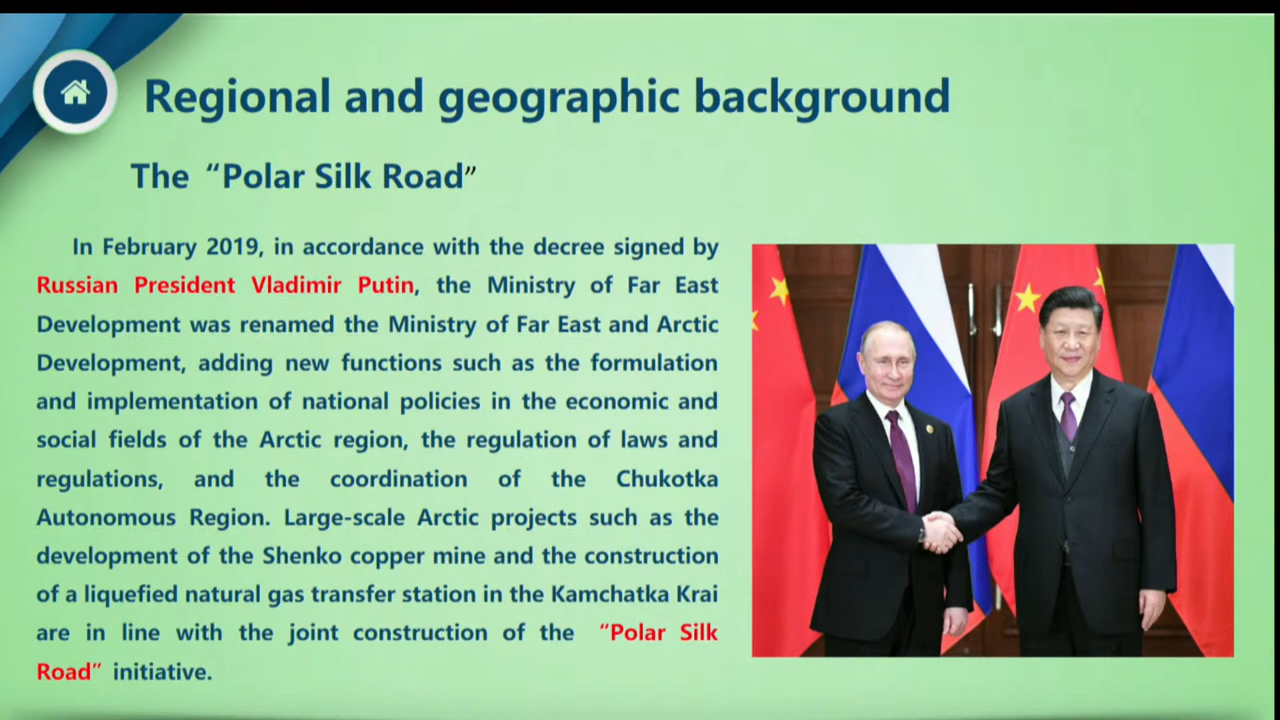 Regional and geographic background
The “Polar Silk Road”
In February 2019, in accordance with the decree signed by
Russian President Vladimir Putin, the Ministry of Far East
Development was renamed the Ministry of Far East and Arctic
Development, adding new functions such as the formulation
and implementation of national policies in the economic and
social fields of the Arctic region, the regulation of laws and
regulations, and the coordination of the Chukotka
Autonomous Region. Large-scale Arctic projects such as the
development of the Shenko copper mine and the construction
of a liquefied natural gas transfer station in the Kamchatka Krai
are in line with the joint construction of the “Polar Silk
Road” initiative.